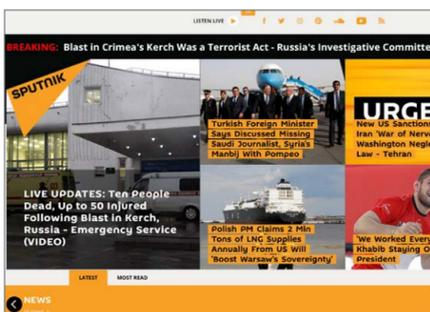 LISTEN LIVE
BREAKING: Blast in Crimea's Kerch Was a Terrorist Act - Russia's Investigative Committe
SPUTNIK
LIVE UPDATES: Ten People
Dead, Up to 50 Injured
Following Blast in Kerch,
Russia - Emergency Service
(VIDEO)
Turkish Foreign Minister
Says Discussed Missing
Saudi Journalist, Syria's
Manbij With Pompeo
URGE
New US Sanction
Iran 'War of Nerv
Washington Negle
Law - Tehran
Polish PM Claims 2 Mln
Tons of LNG Supplies
Annually From US Will
'Boost Warsaw's Sovereignty'
'We Worked Every
Khabib Staying O
President
LATEST MOST READ
NEWS